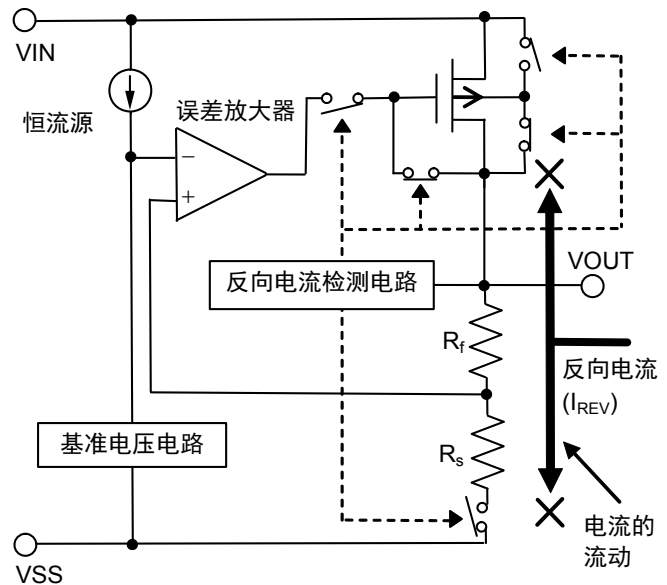 VIN
恒流源
误差放大器
−
+
反向电流检测电路
VOUT
Rf
反向电流
(IREV)
基准电压电路
Rs
电流的
流动
VSS